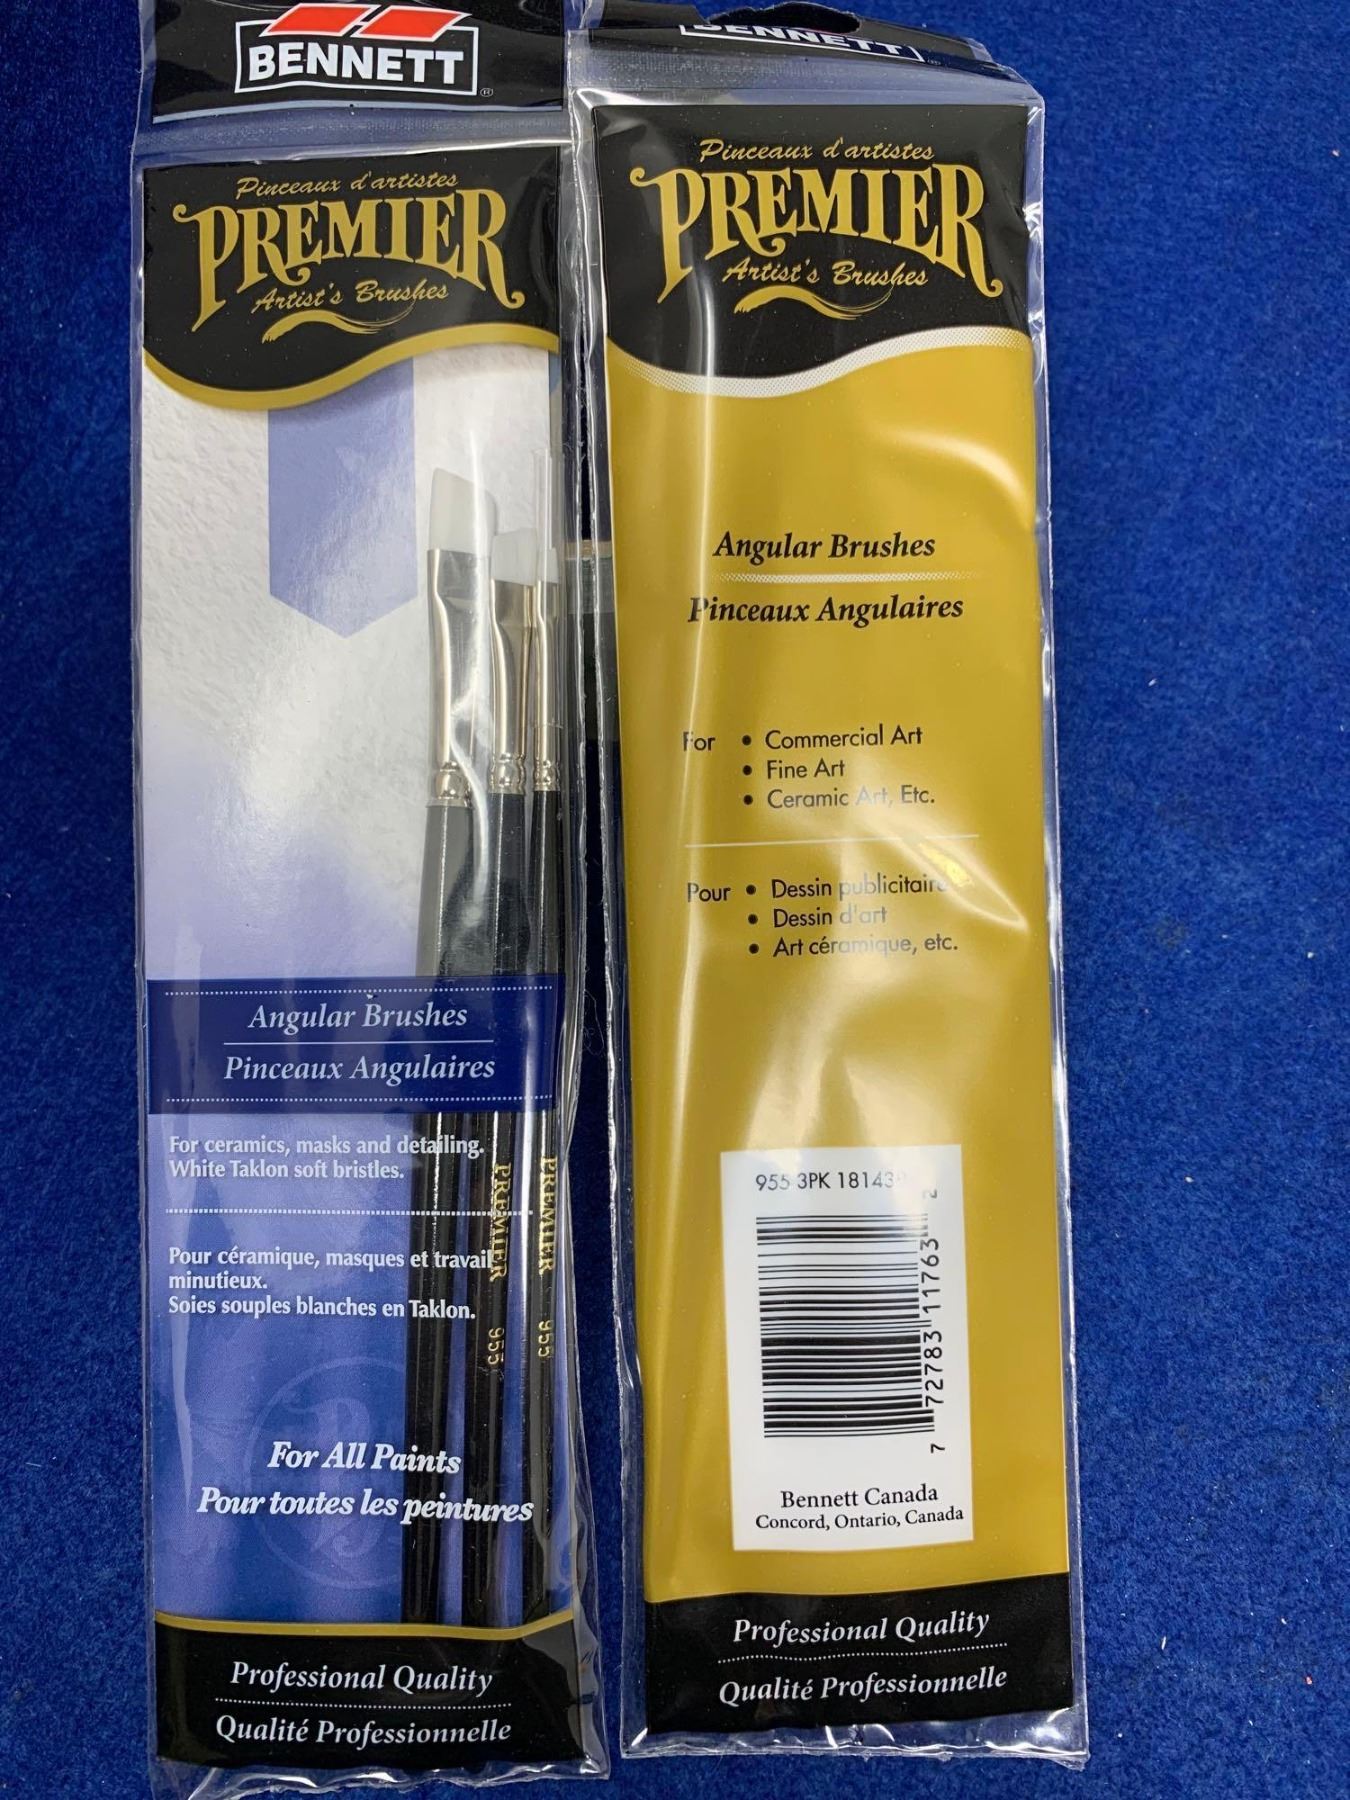 BENNETT
Pinceaux d'artistes
PREMIER
Artist's Brushes
Angular Brushes
Pinceaux Angulaires
For ceramics, masks and detailing.
White Taklon soft bristles.
Pour céramique, masques et travail
minutieux.
Soies souples blanches en Taklon.
PREMIER 955
PREMIER 955
For All Paints
Pour toutes les peintures
Professional Quality
Qualité Professionnelle
BENNETT
Pinceaux d'artistes
PREMIER
Artist's Brushes
Angular Brushes
Pinceaux Angulaires
For • Commercial Art
• Fine Art
• Ceramic Art, Etc.
Pour • Dessin publicitaire
• Dessin d'art
• Art céramique, etc.
955 3PK
7 72783 11763 2
Bennett Canada
Concord, Ontario, Canada
Professional Quality
Qualité Professionnelle